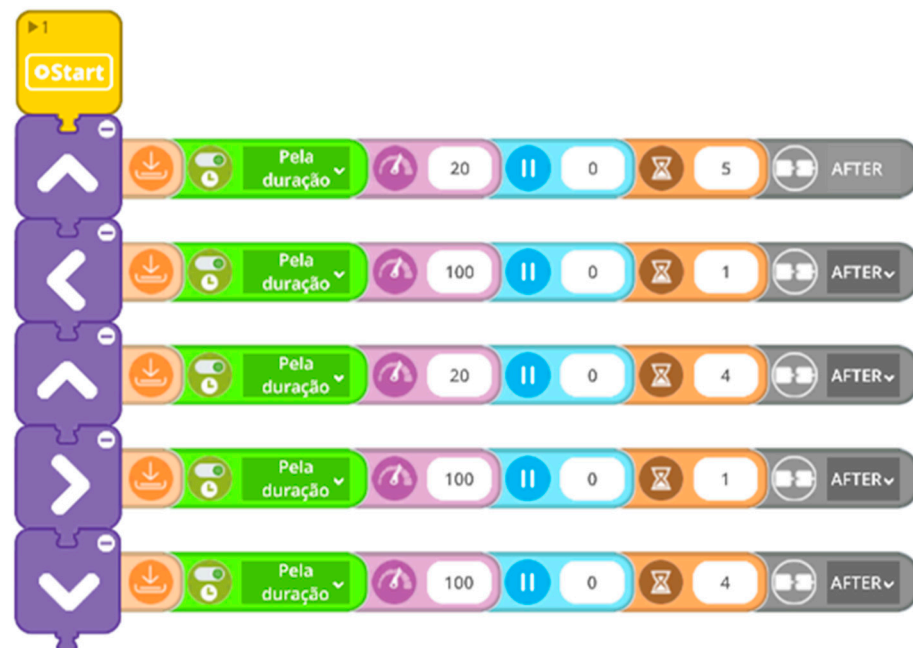 1
Start
Pela duração 20 0 5 AFTER
Pela duração 100 0 1 AFTER
Pela duração 20 0 4 AFTER
Pela duração 100 0 1 AFTER
Pela duração 100 0 4 AFTER